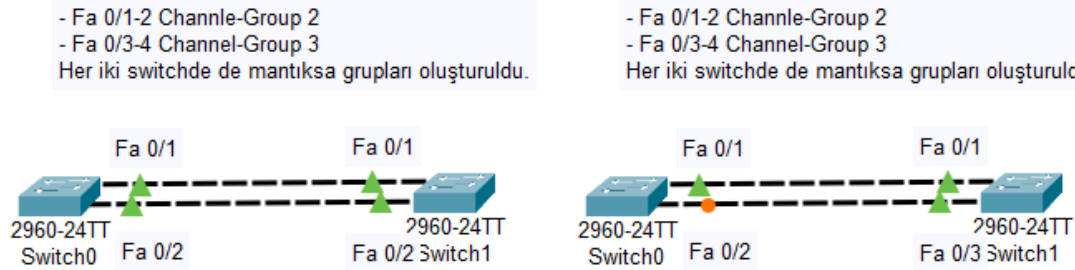 - Fa 0/1-2 Channle-Group 2
- Fa 0/3-4 Channel-Group 3
Her iki switchde de mantıksa grupları oluşturuldu.
Fa 0/1
Fa 0/1
2960-24TT
Switch0
Fa 0/2
Fa 0/2
2960-24TT
Switch1
- Fa 0/1-2 Channle-Group 2
- Fa 0/3-4 Channel-Group 3
Her iki switchde de mantıksa grupları oluşturuld
Fa 0/1
Fa 0/1
2960-24TT
Switch0
Fa 0/2
Fa 0/3
2960-24TT
Switch1